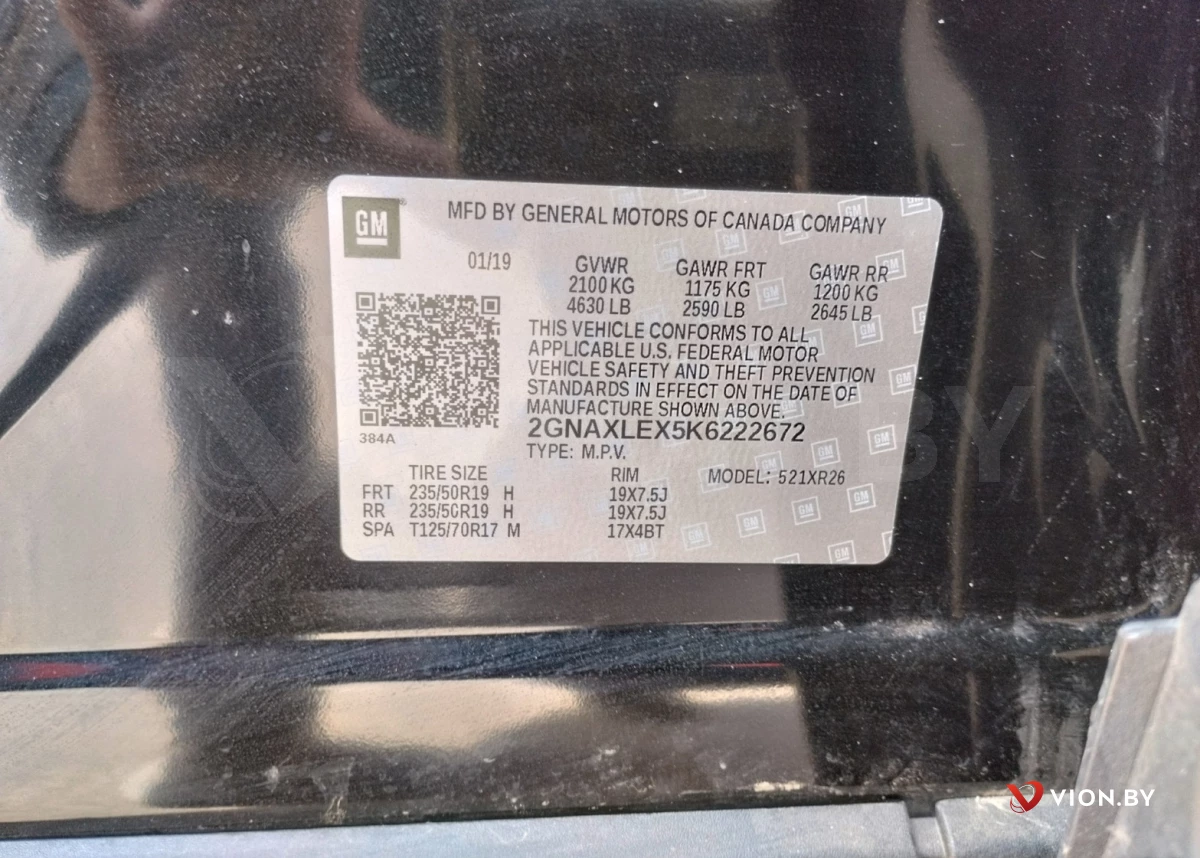 GM
MFD BY GENERAL MOTORS OF CANADA COMPANY
01/19
GVWR GAWR FRT GAWR RR
2100 KG 1175 KG 1200 KG
4630 LB 2590 LB 2645 LB
THIS VEHICLE CONFORMS TO ALL
APPLICABLE U.S. FEDERAL MOTOR
VEHICLE SAFETY AND THEFT PREVENTION
STANDARDS IN EFFECT ON THE DATE OF
MANUFACTURE SHOWN ABOVE.
384A
2GNAXLEX5K6222672
TYPE: M.P.V.
TIRE SIZE RIM MODEL: 521XR26
FRT 235/50R19 H 19X7.5J
RR 235/50R19 H 19X7.5J
SPA T125/70R17 M 17X4BT
VION.BY